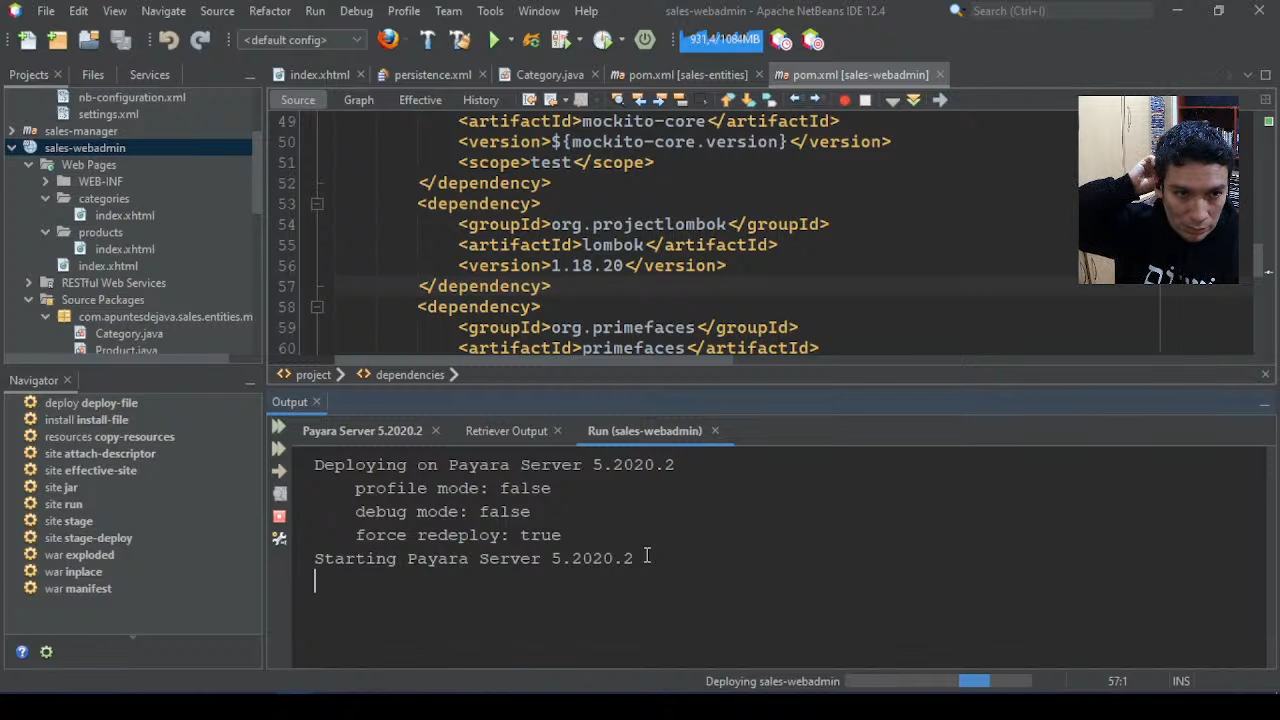 File Edit View Navigate Source Refactor Run Debug Profile Team Tools Window Help
sales-webadmin - Apache NetBeans IDE 12.4
Search (Ctrl+I)
<default config>
931,4/1084MB
Projects Files Services
index.xhtml persistence.xml Category.java pom.xml [sales-entities] pom.xml [sales-webadmin]
Source Graph Effective History
nb-configuration.xml
settings.xml
sales-manager
sales-webadmin
Web Pages
WEB-INF
categories
index.xhtml
products
index.xhtml
index.xhtml
RESTful Web Services
Source Packages
com.apuntesdejava.sales.entities.m
Category.java
Product.java
49 <artifactId>mockito-core</artifactId>
50 <version>${mockito-core.version}</version>
51 <scope>test</scope>
52 </dependency>
53 <dependency>
54 <groupId>org.projectlombok</groupId>
55 <artifactId>lombok</artifactId>
56 <version>1.18.20</version>
57 </dependency>
58 <dependency>
59 <groupId>org.primefaces</groupId>
60 <artifactId>primefaces</artifactId>
project dependencies
Navigator
deploy deploy-file
install install-file
resources copy-resources
site attach-descriptor
site effective-site
site jar
site run
site stage
site stage-deploy
war exploded
war inplace
war manifest
Output
Payara Server 5.2020.2 Retriever Output Run (sales-webadmin)
Deploying on Payara Server 5.2020.2
profile mode: false
debug mode: false
force redeploy: true
Starting Payara Server 5.2020.2
Deploying sales-webadmin 57:1 INS